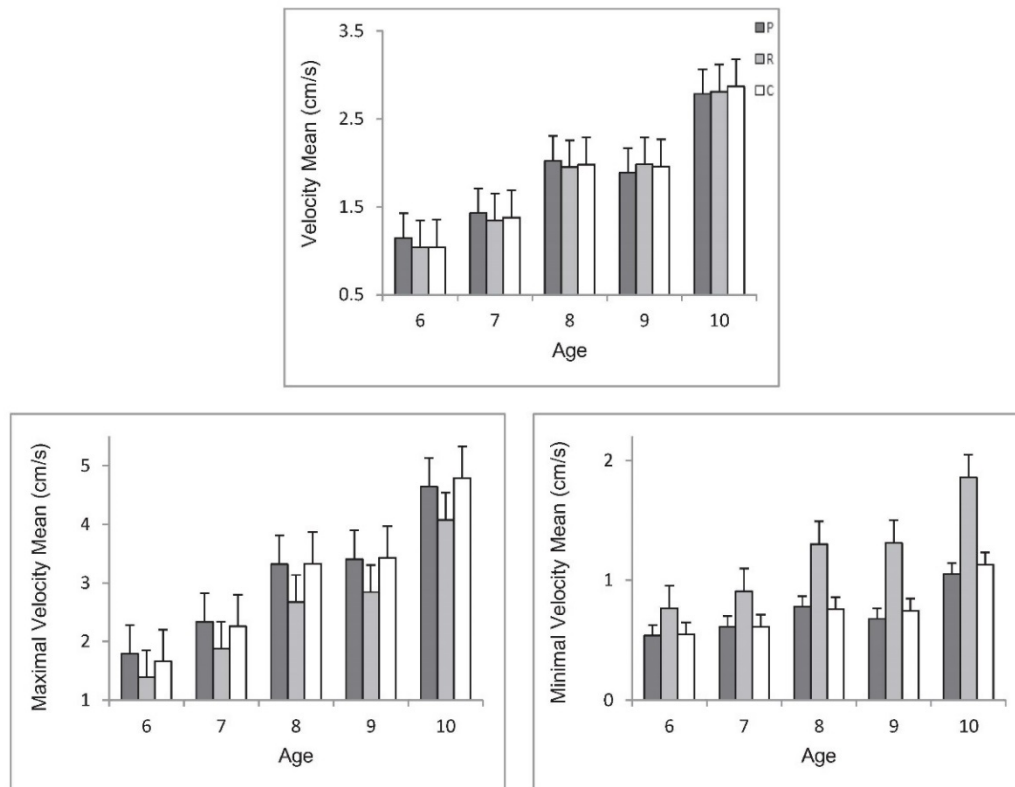 Velocity Mean (cm/s)
3.5
2.5
1.5
0.5
P
R
C
6 7 8 9 10
Age
Maximal Velocity Mean (cm/s)
5
4
3
2
1
6 7 8 9 10
Age
Minimal Velocity Mean (cm/s)
2
1
0
6 7 8 9 10
Age